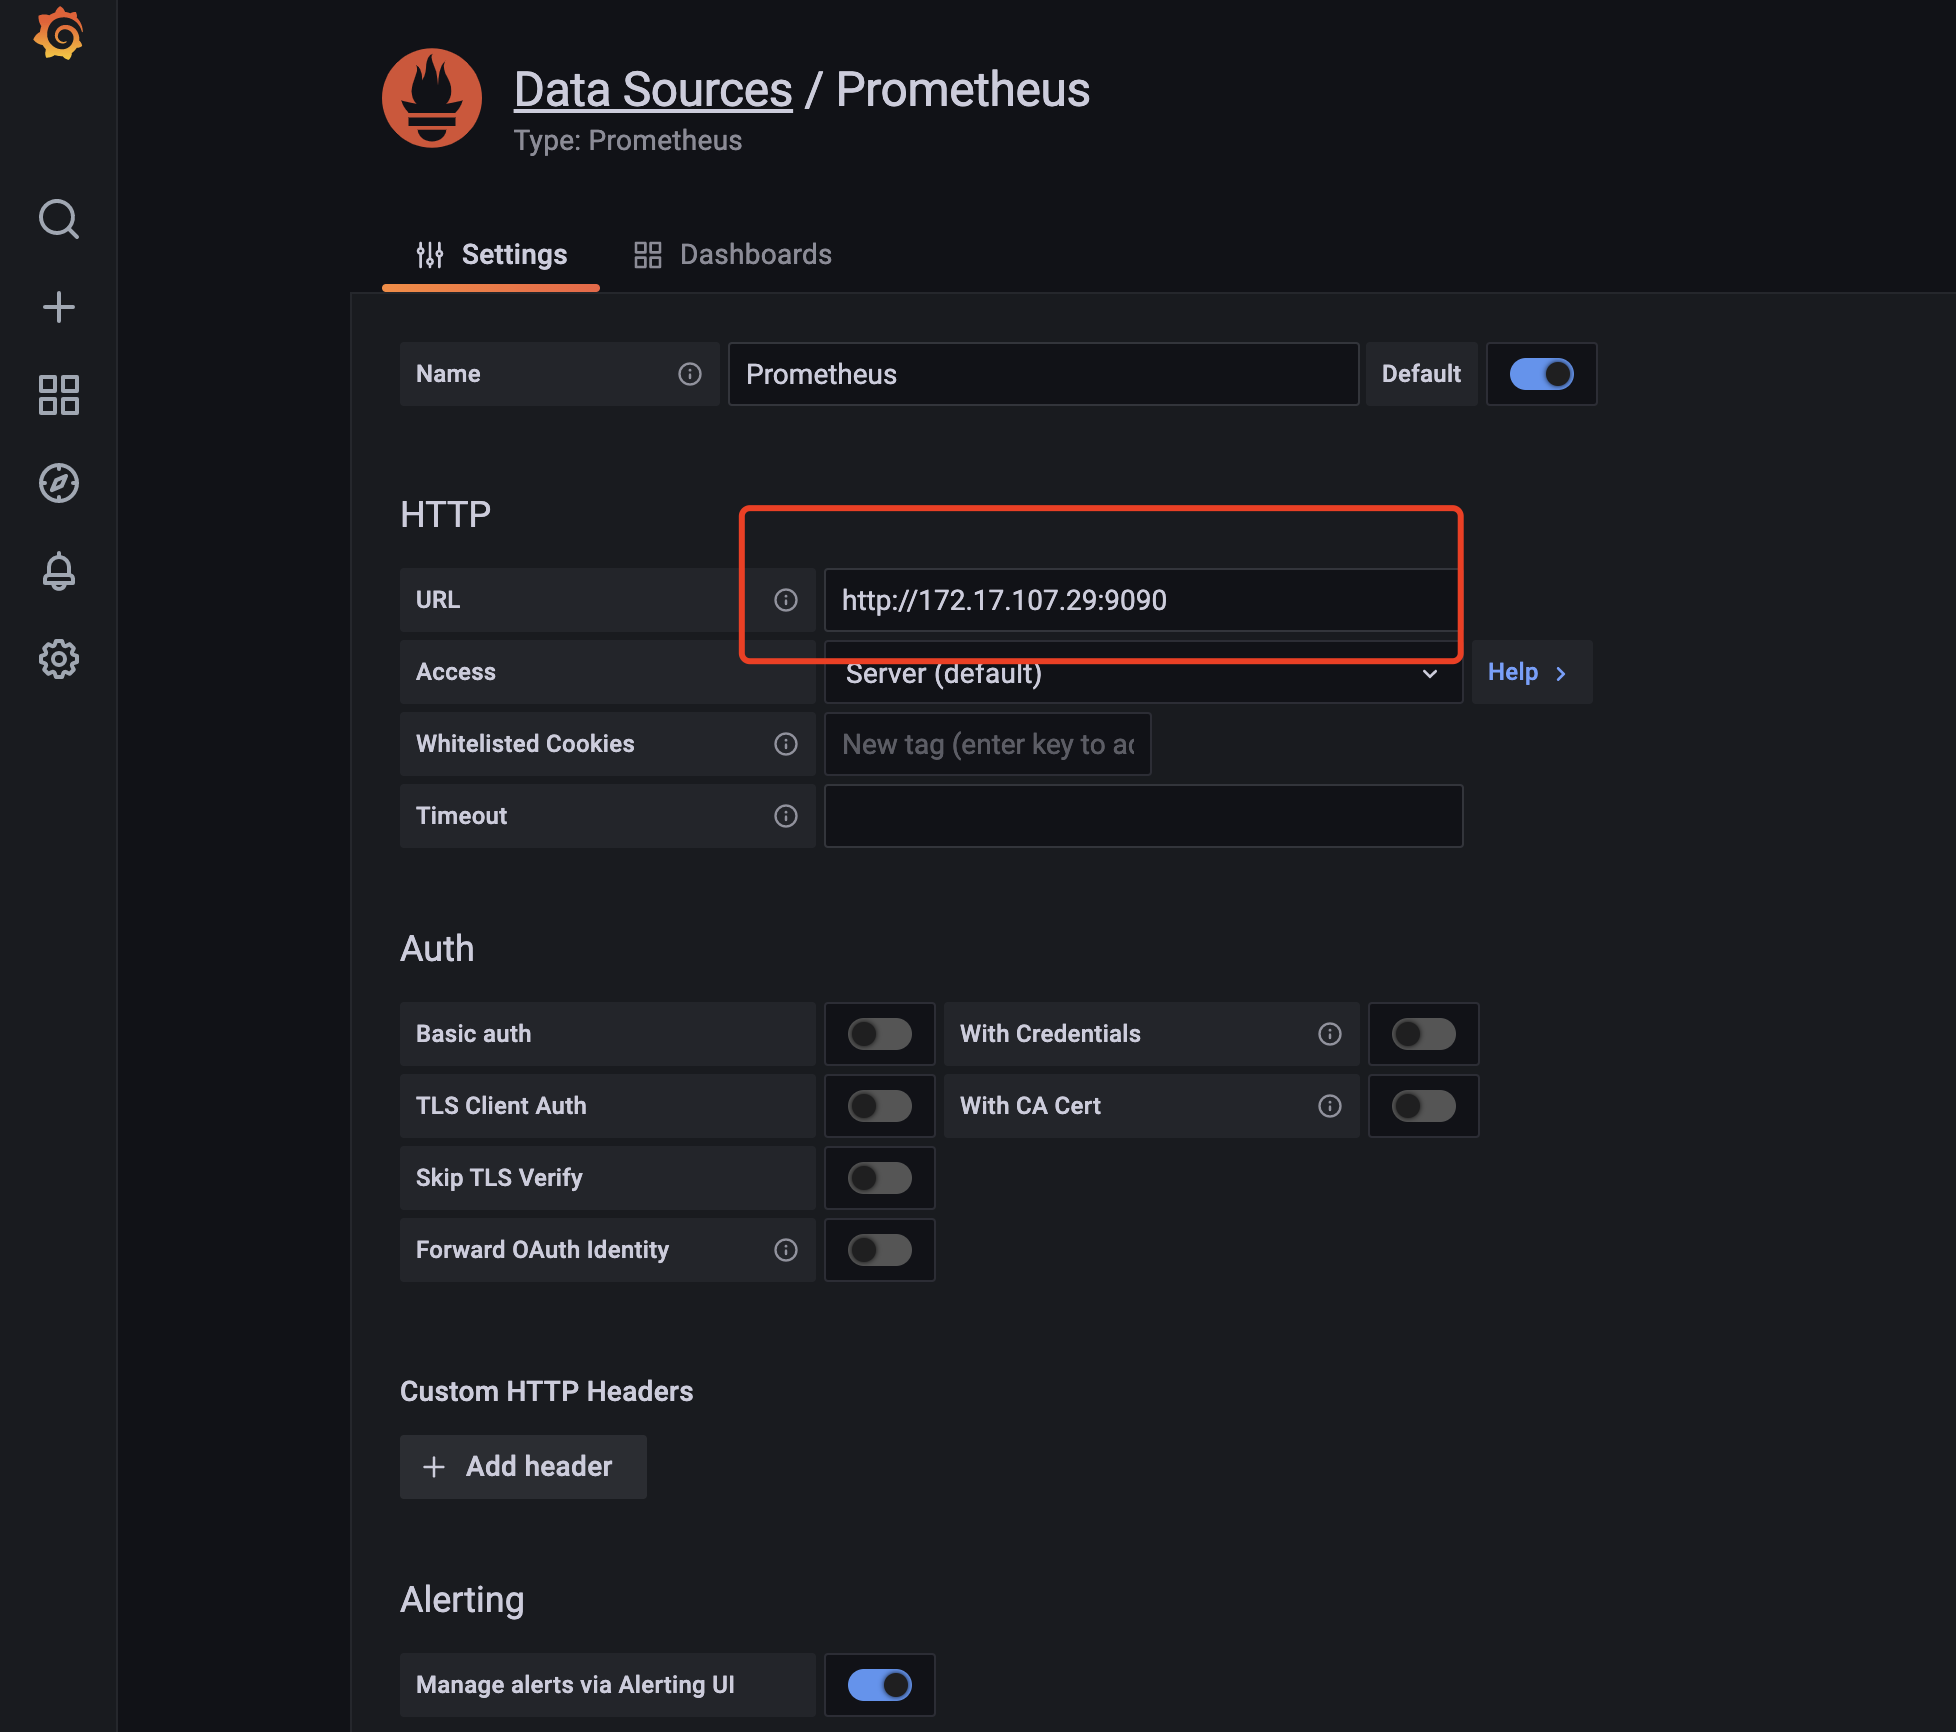 Data Sources / Prometheus
Type: Prometheus
Settings
Dashboards
Name
Prometheus
Default
HTTP
URL
http://172.17.107.29:9090
Access
Server (default)
Help
Whitelisted Cookies
New tag (enter key to ac
Timeout
Auth
Basic auth
With Credentials
TLS Client Auth
With CA Cert
Skip TLS Verify
Forward OAuth Identity
Custom HTTP Headers
Add header
Alerting
Manage alerts via Alerting UI